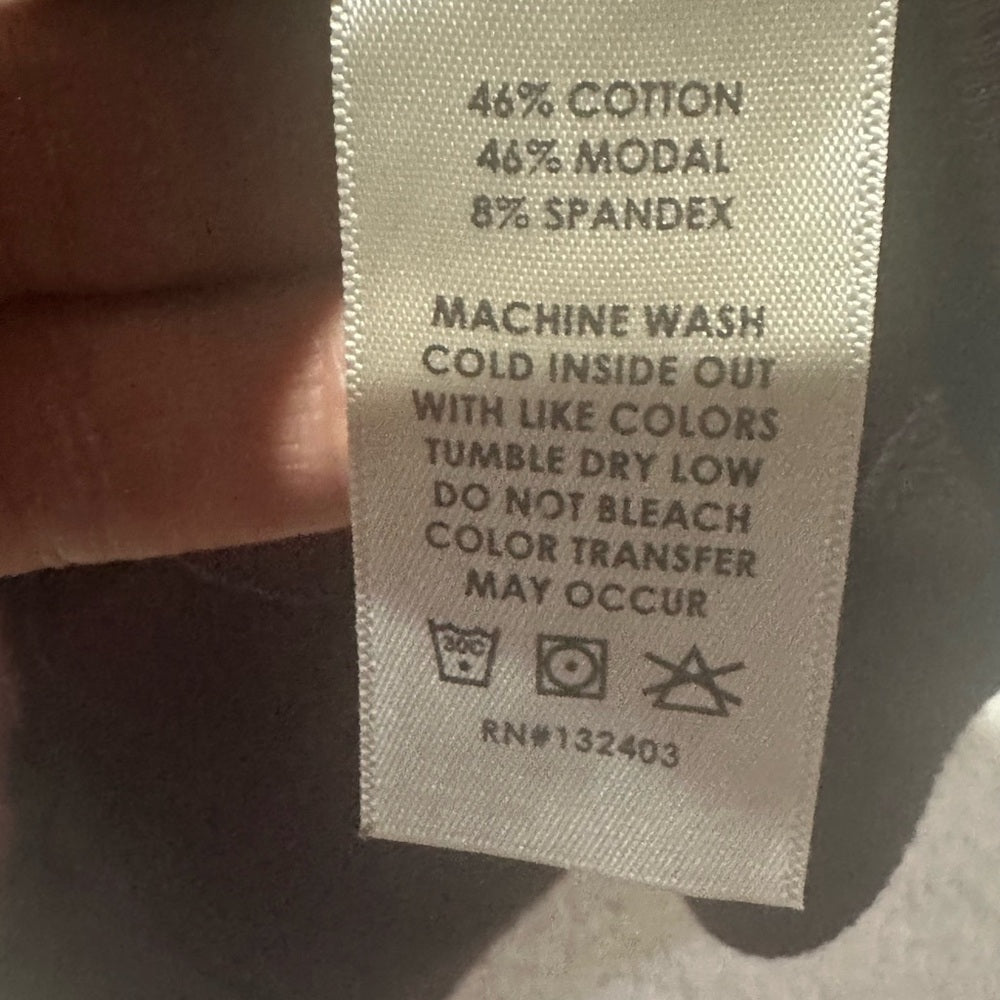 46% COTTON
46% MODAL
8% SPANDEX
MACHINE WASH
COLD INSIDE OUT
WITH LIKE COLORS
TUMBLE DRY LOW
DO NOT BLEACH
COLOR TRANSFER
MAY OCCUR
30C
RN#132403